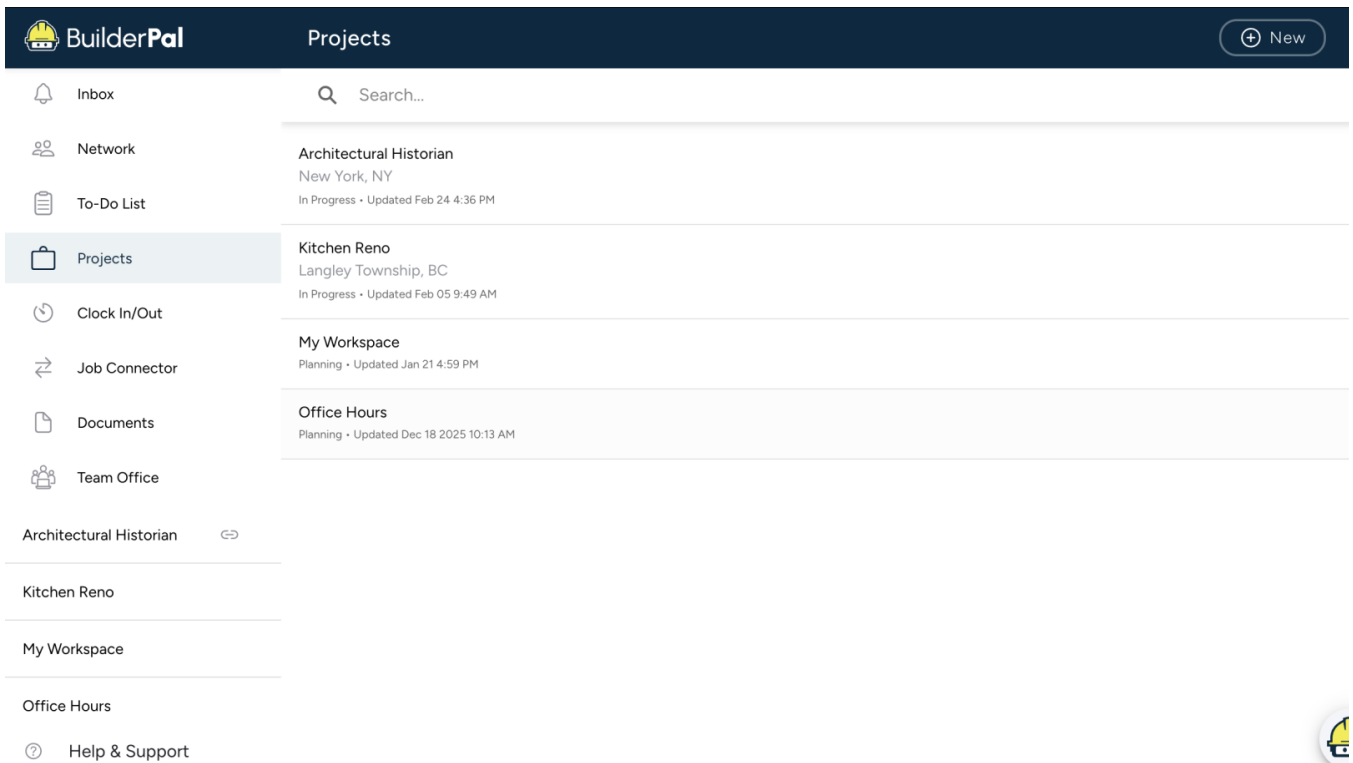 BuilderPal
Projects
New
Inbox
Network
To-Do List
Projects
Clock In/Out
Job Connector
Documents
Team Office
Architectural Historian
Kitchen Reno
My Workspace
Office Hours
Help & Support
Search...
Architectural Historian
New York, NY
In Progress • Updated Feb 24 4:36 PM
Kitchen Reno
Langley Township, BC
In Progress • Updated Feb 05 9:49 AM
My Workspace
Planning • Updated Jan 21 4:59 PM
Office Hours
Planning • Updated Dec 18 2025 10:13 AM